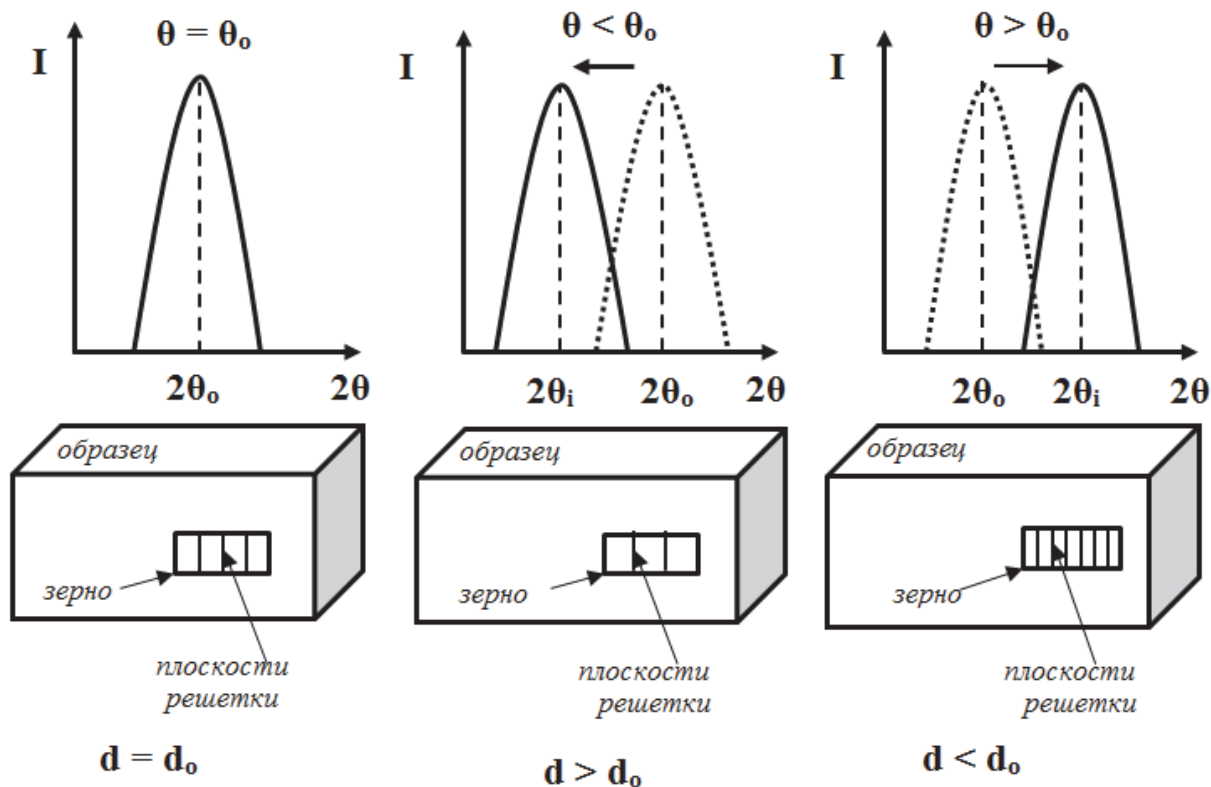 θ = θₒ
I
2θₒ 2θ
образец
зерно
плоскости
решетки
d = dₒ
θ < θₒ
I
2θᵢ 2θₒ 2θ
образец
зерно
плоскости
решетки
d > dₒ
θ > θₒ
I
2θₒ 2θᵢ 2θ
образец
зерно
плоскости
решетки
d < dₒ